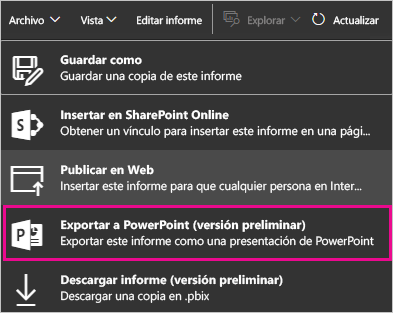 Archivo Vista Editar informe Explorar Actualizar
Guardar como
Guardar una copia de este informe
Insertar en SharePoint Online
Obtener un vínculo para insertar este informe en una pági...
Publicar en Web
Insertar este informe para que cualquier persona en Inter...
Exportar a PowerPoint (versión preliminar)
Exportar este informe como una presentación de PowerPoint
Descargar informe (versión preliminar)
Descargar una copia en .pbix